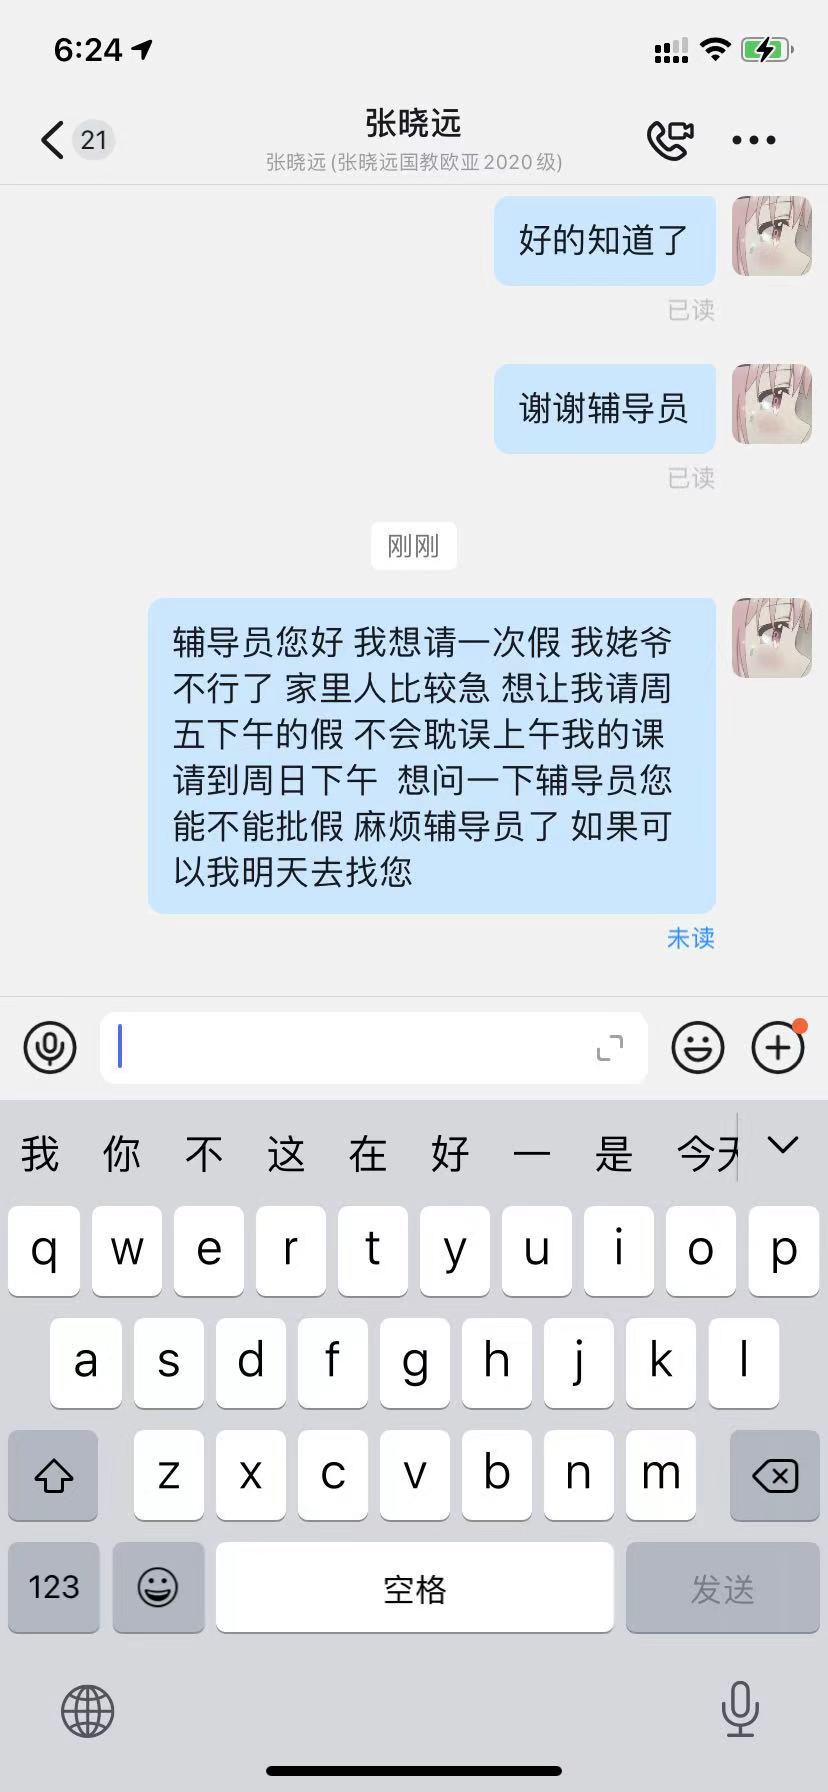 6:24
21
张晓远
张晓远(张晓远国教欧亚2020级)
好的知道了
已读
谢谢辅导员
已读
刚刚
辅导员您好 我想请一次假 我姥爷
不行了 家里人比较急 想让我请周
五下午的假 不会耽误上午我的课
请到周日下午 想问一下辅导员您
能不能批假 麻烦辅导员了 如果可
以我明天去找您
未读
我 你 不 这 在 好 一 是 今天
q w e r t y u i o p
a s d f g h j k l
z x c v b n m
123 空格 发送